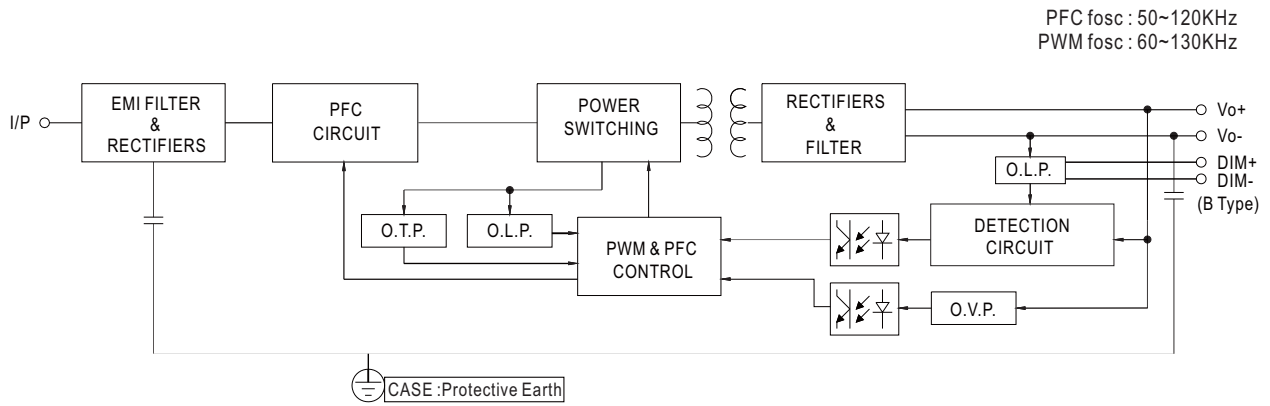 PFC fosc : 50~120KHz
PWM fosc : 60~130KHz
I/P
EMI FILTER
&
RECTIFIERS
PFC
CIRCUIT
POWER
SWITCHING
RECTIFIERS
&
FILTER
Vo+
Vo-
DIM+
DIM-
(B Type)
O.L.P.
O.T.P.
O.L.P.
PWM & PFC
CONTROL
DETECTION
CIRCUIT
O.V.P.
CASE :Protective Earth